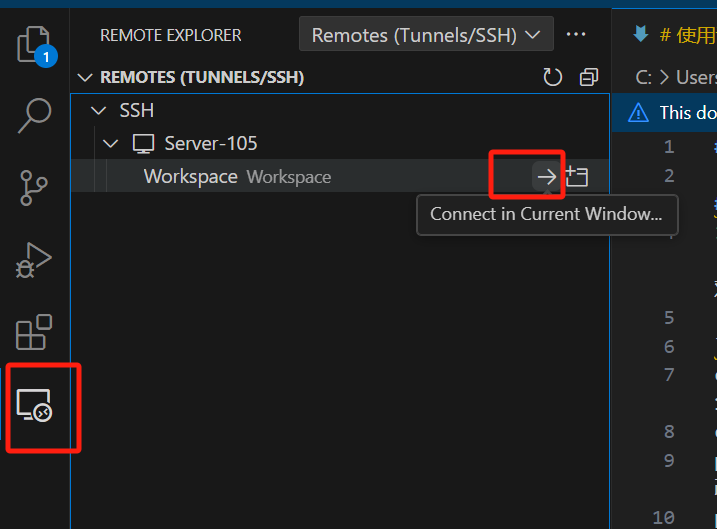 REMOTE EXPLORER
Remotes (Tunnels/SSH)
1
REMOTES (TUNNELS/SSH)
SSH
Server-105
Workspace Workspace
Connect in Current Window...
# 使用
C: > Users
This do
1 #
2
5
6
7
8
9
10